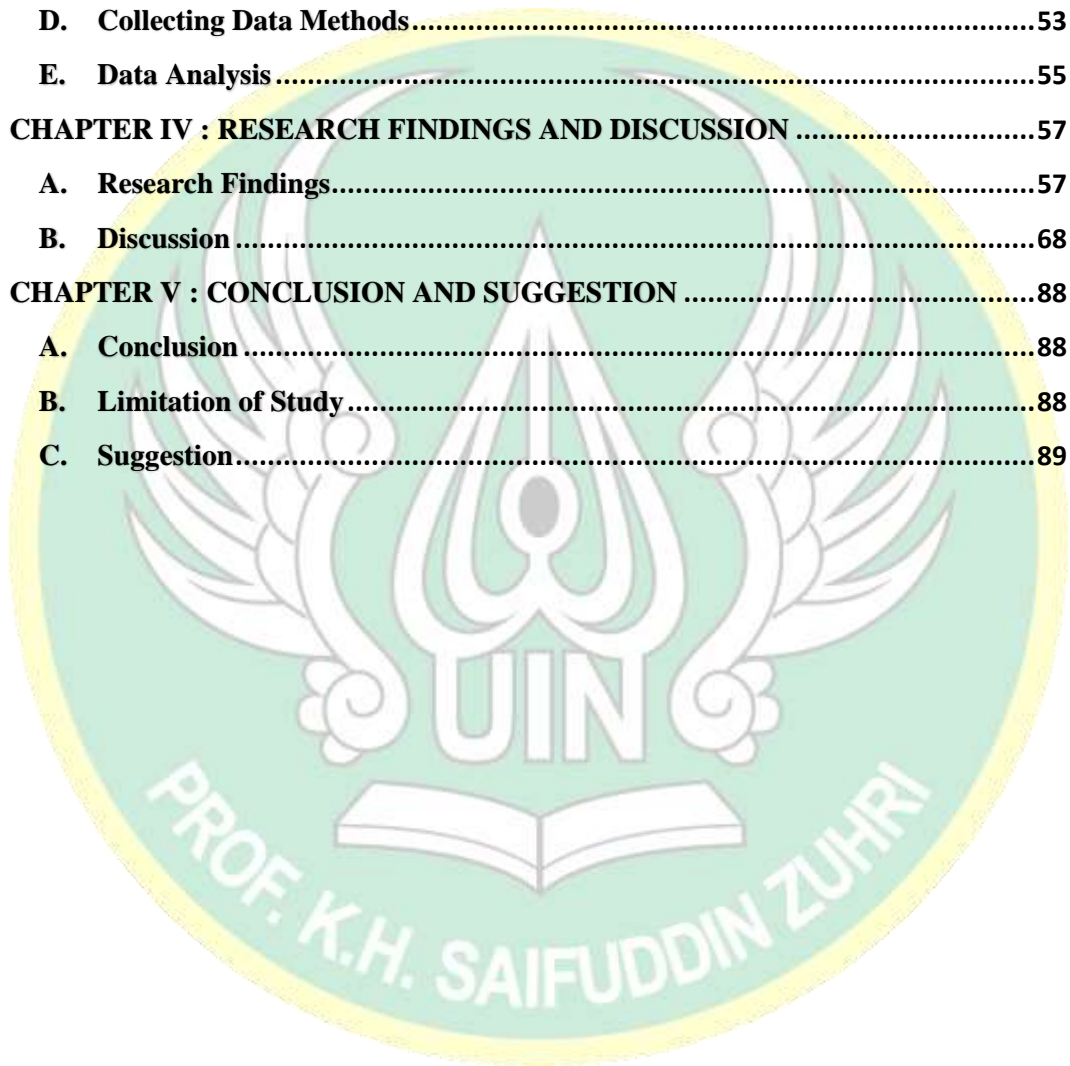 D. Collecting Data Methods........................................................................53
E. Data Analysis........................................................................55
CHAPTER IV : RESEARCH FINDINGS AND DISCUSSION ........................57
A. Research Findings........................................................................57
B. Discussion........................................................................68
CHAPTER V : CONCLUSION AND SUGGESTION ........................88
A. Conclusion........................................................................88
B. Limitation of Study........................................................................88
C. Suggestion........................................................................89
UIN
PROF. K.H. SAIFUDDIN ZUHRI